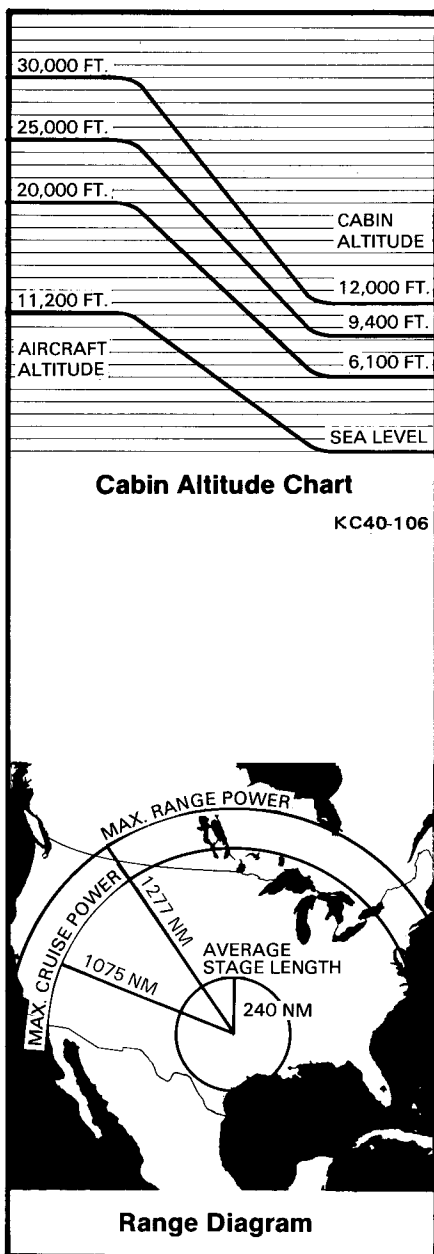 30,000 FT.
25,000 FT.
20,000 FT.
11,200 FT.
AIRCRAFT
ALTITUDE
CABIN
ALTITUDE
12,000 FT.
9,400 FT.
6,100 FT.
SEA LEVEL
Cabin Altitude Chart
KC40-106
MAX. RANGE POWER
MAX. CRUISE POWER
1277 NM
1075 NM
AVERAGE
STAGE LENGTH
240 NM
Range Diagram